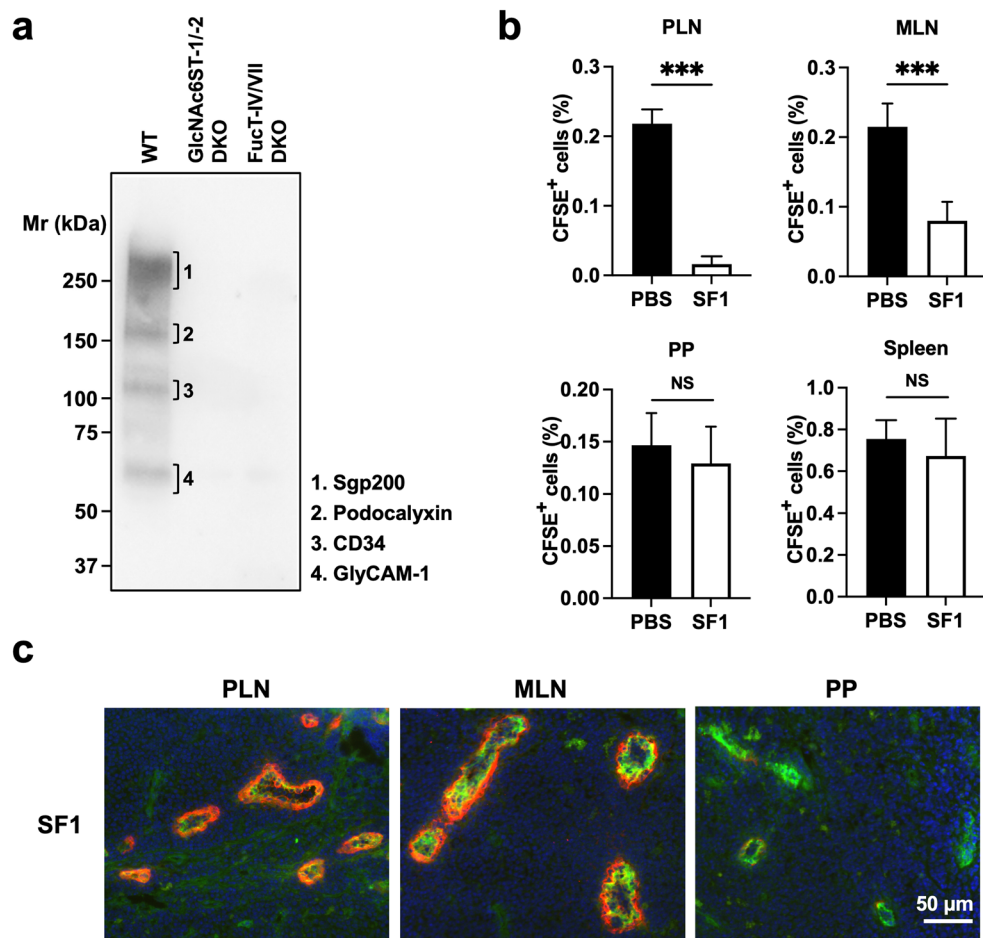 a
WT
GlcNAc6ST-1/-2
DKO
FucT-IV/VII
DKO
Mr (kDa)
250
150
100
75
50
37
1
2
3
4
1. Sgp200
2. Podocalyxin
3. CD34
4. GlyCAM-1
b
PLN
CFSE+ cells (%)
0.3
0.2
0.1
0.0
***
PBS SF1
MLN
CFSE+ cells (%)
0.3
0.2
0.1
0.0
***
PBS SF1
PP
CFSE+ cells (%)
0.20
0.15
0.10
0.05
0.00
NS
PBS SF1
Spleen
CFSE+ cells (%)
1.0
0.8
0.6
0.4
0.2
0.0
NS
PBS SF1
c
PLN MLN PP
SF1
50 μm